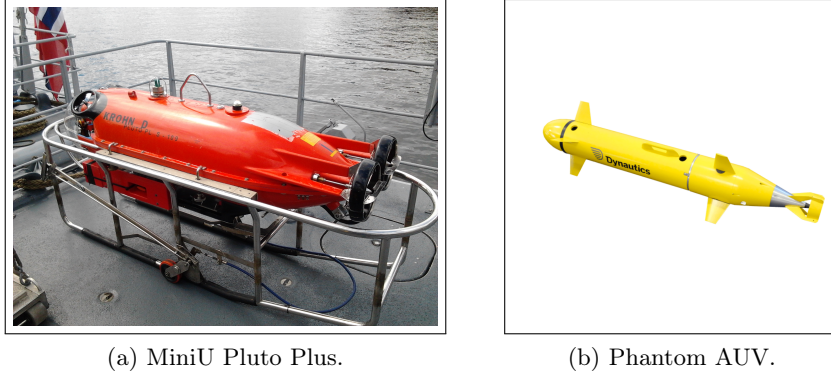 KROHN P
Dynautics
(a) MiniU Pluto Plus.
(b) Phantom AUV.